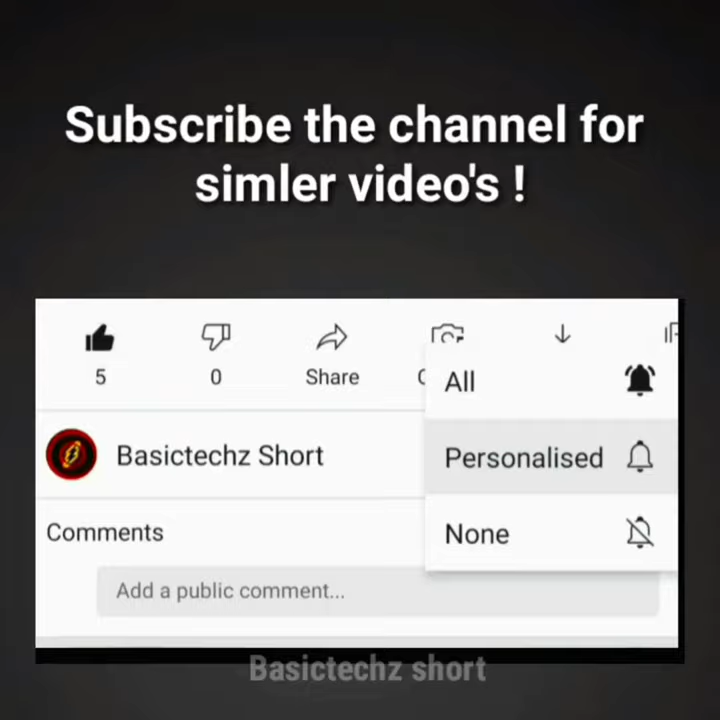 Subscribe the channel for
simler video's !
5
0
Share
All
Basictechz Short
Personalised
Comments
None
Add a public comment...
Basictechz short